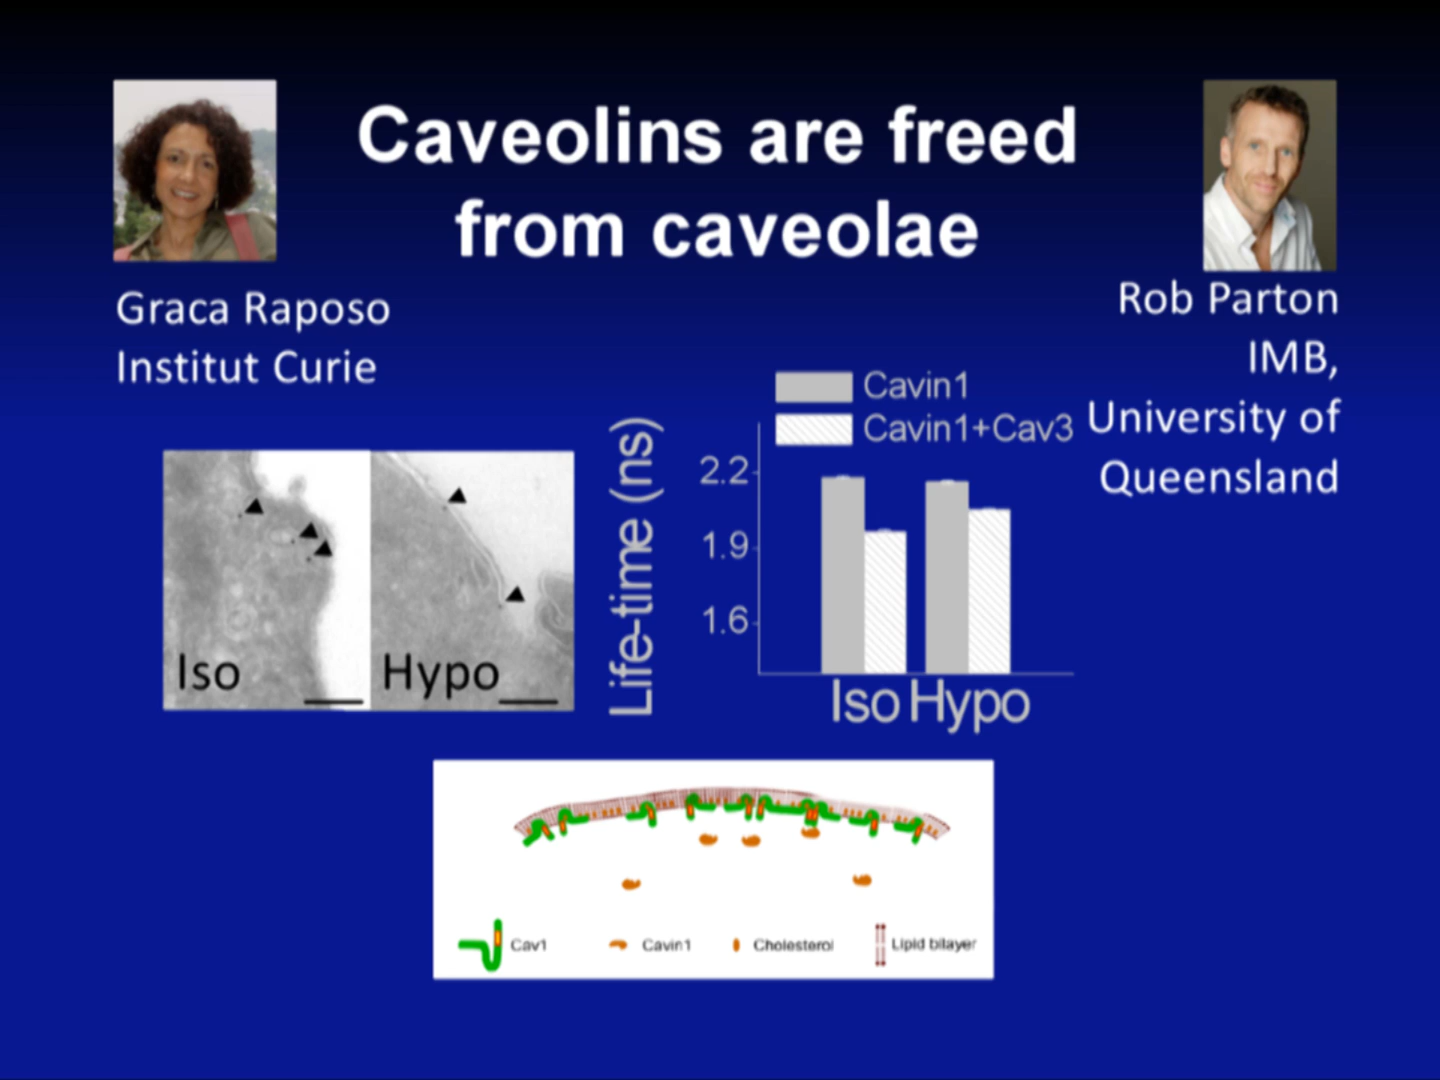 Caveolins are freed
from caveolae
Graca Raposo
Institut Curie
Rob Parton
IMB,
University of
Queensland
Iso
Hypo
Cavin1
Cavin1+Cav3
Life-time (ns)
2.2
1.9
1.6
Iso Hypo
Cav1
Cavin1
Cholesterol
Lipid bilayer